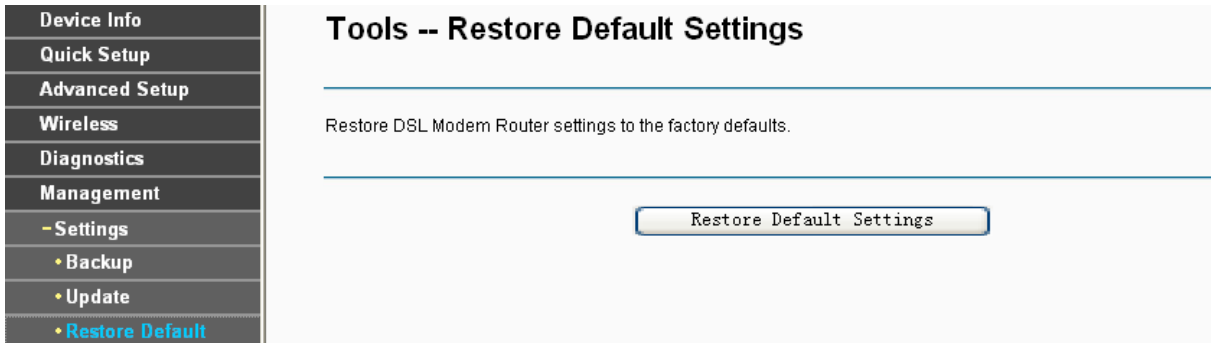 Device Info
Quick Setup
Advanced Setup
Wireless
Diagnostics
Management
-Settings
•Backup
•Update
•Restore Default
Tools -- Restore Default Settings
Restore DSL Modem Router settings to the factory defaults.
Restore Default Settings